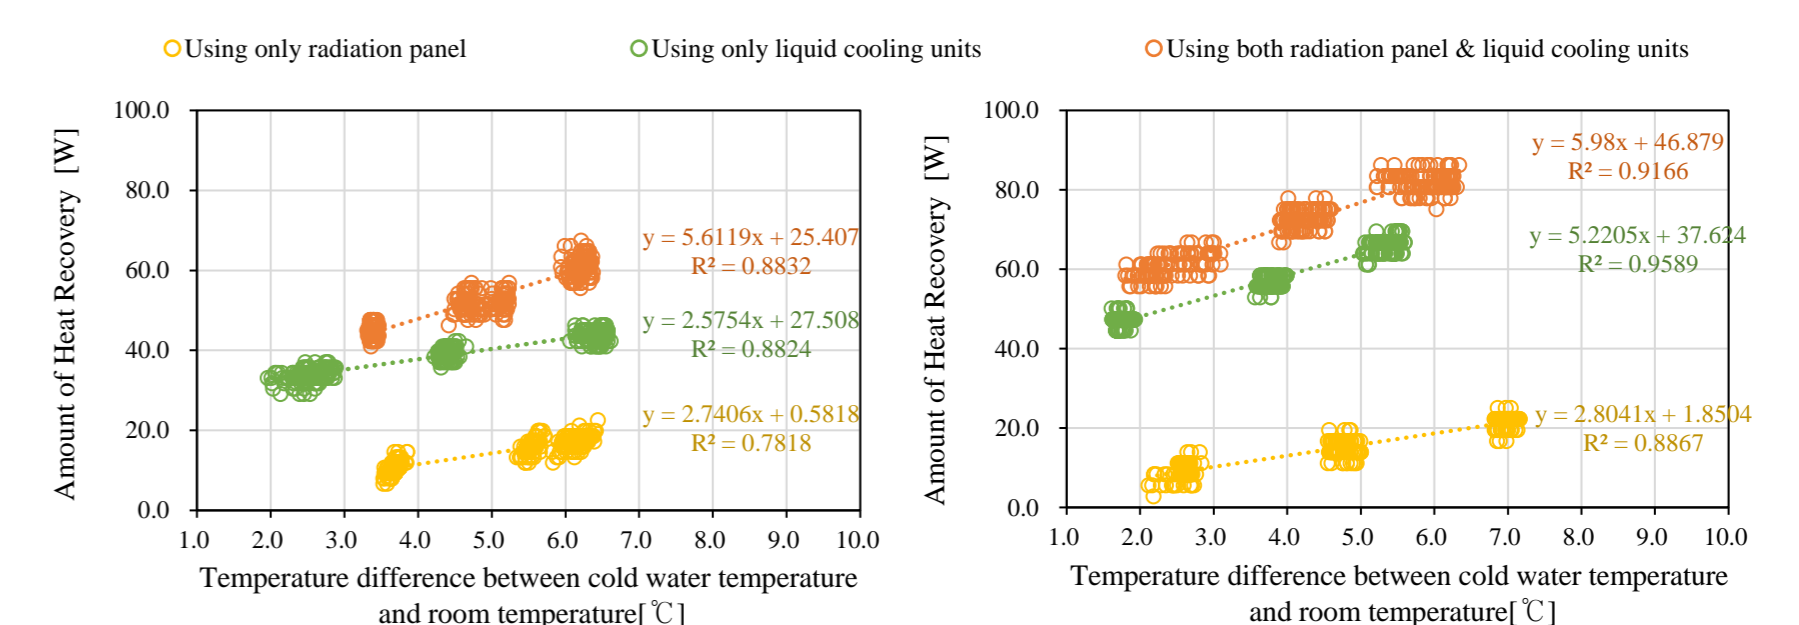 Using only radiation panel
Using only liquid cooling units
Using both radiation panel & liquid cooling units
Amount of Heat Recovery [W]
100.0
80.0
60.0
40.0
20.0
0.0
y = 5.6119x + 25.407
R² = 0.8832
y = 2.5754x + 27.508
R² = 0.8824
y = 2.7406x + 0.5818
R² = 0.7818
1.0 2.0 3.0 4.0 5.0 6.0 7.0 8.0 9.0 10.0
Temperature difference between cold water temperature
and room temperature[℃]
Amount of Heat Recovery [W]
100.0
80.0
60.0
40.0
20.0
0.0
y = 5.98x + 46.879
R² = 0.9166
y = 5.2205x + 37.624
R² = 0.9589
y = 2.8041x + 1.8504
R² = 0.8867
1.0 2.0 3.0 4.0 5.0 6.0 7.0 8.0 9.0 10.0
Temperature difference between cold water temperature
and room temperature[℃]